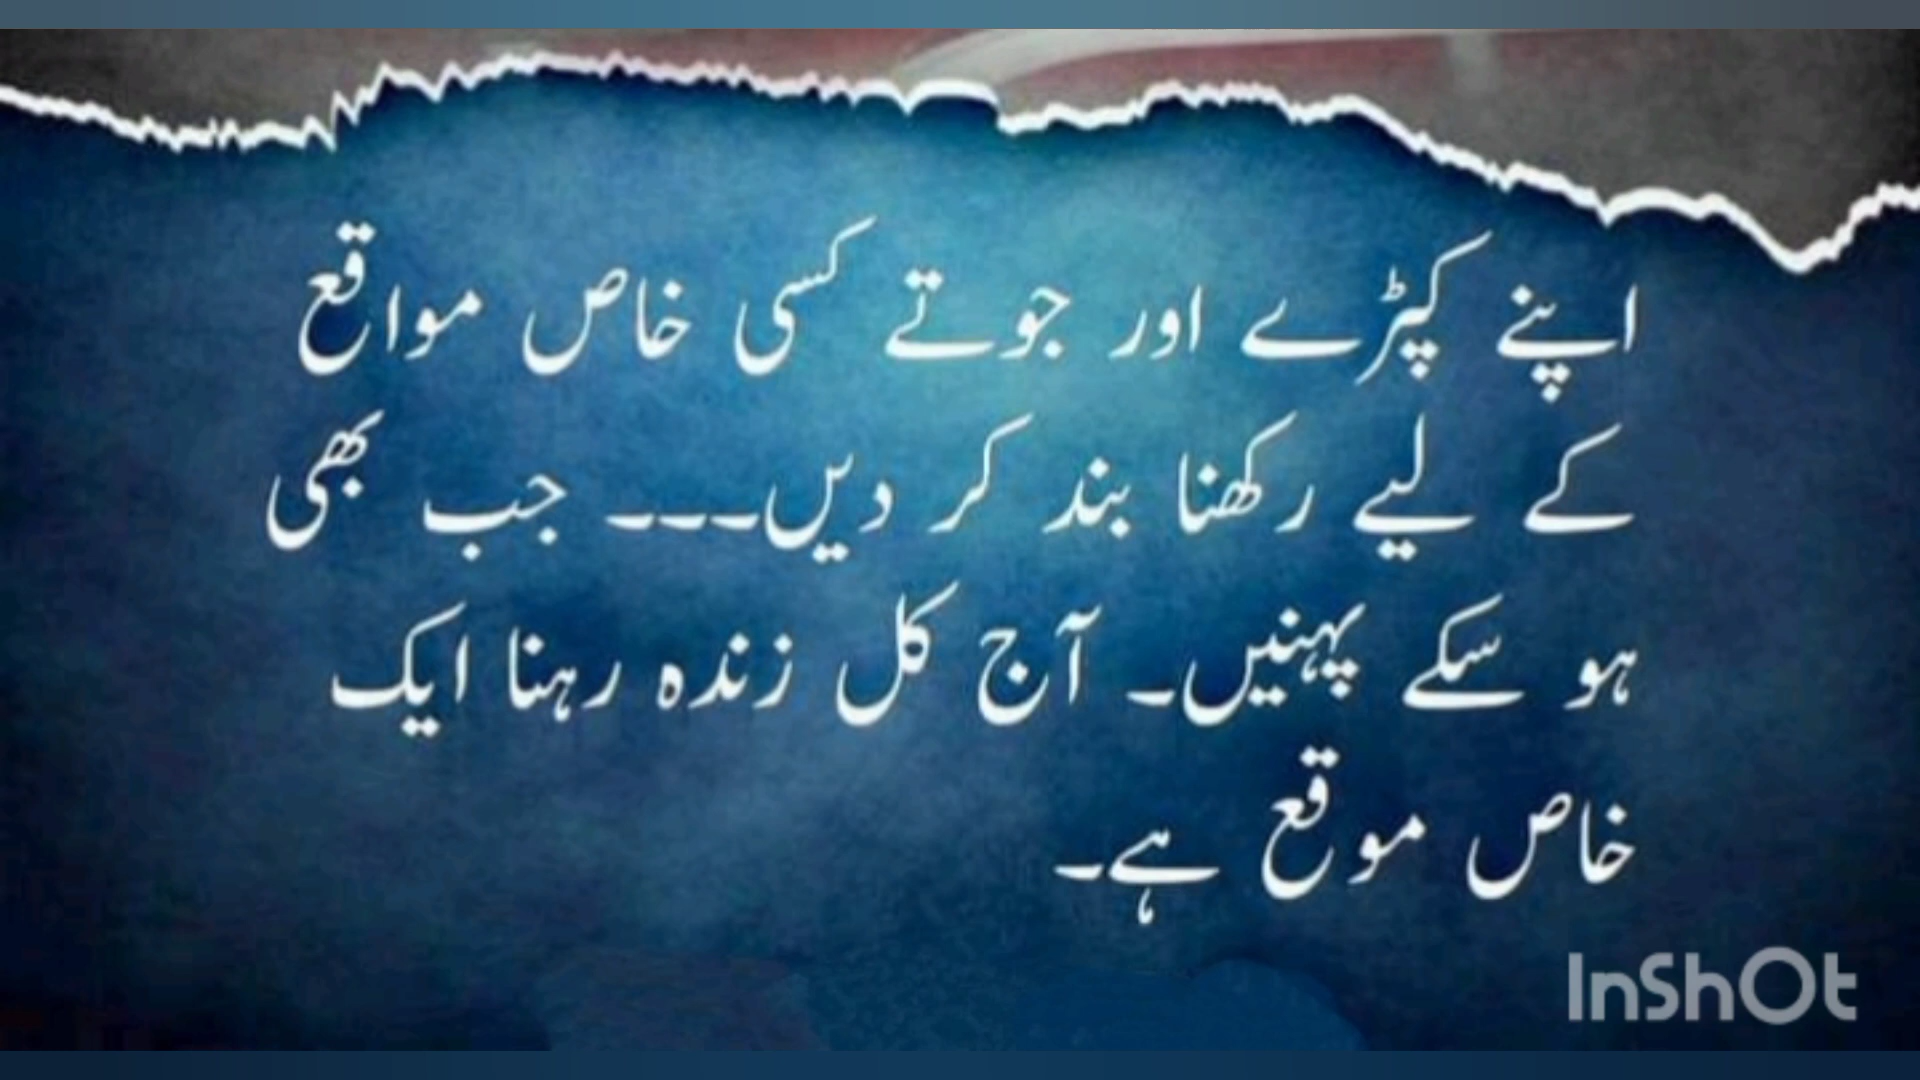 اپنے کپڑے اور جوتے کسی خاص مواقع
کے لیے رکھنا بند کر دیں۔۔۔ جب بھی
ہو سکے پہنیں۔ آج کل زندہ رہنا ایک
خاص موقع ہے۔
InShOt